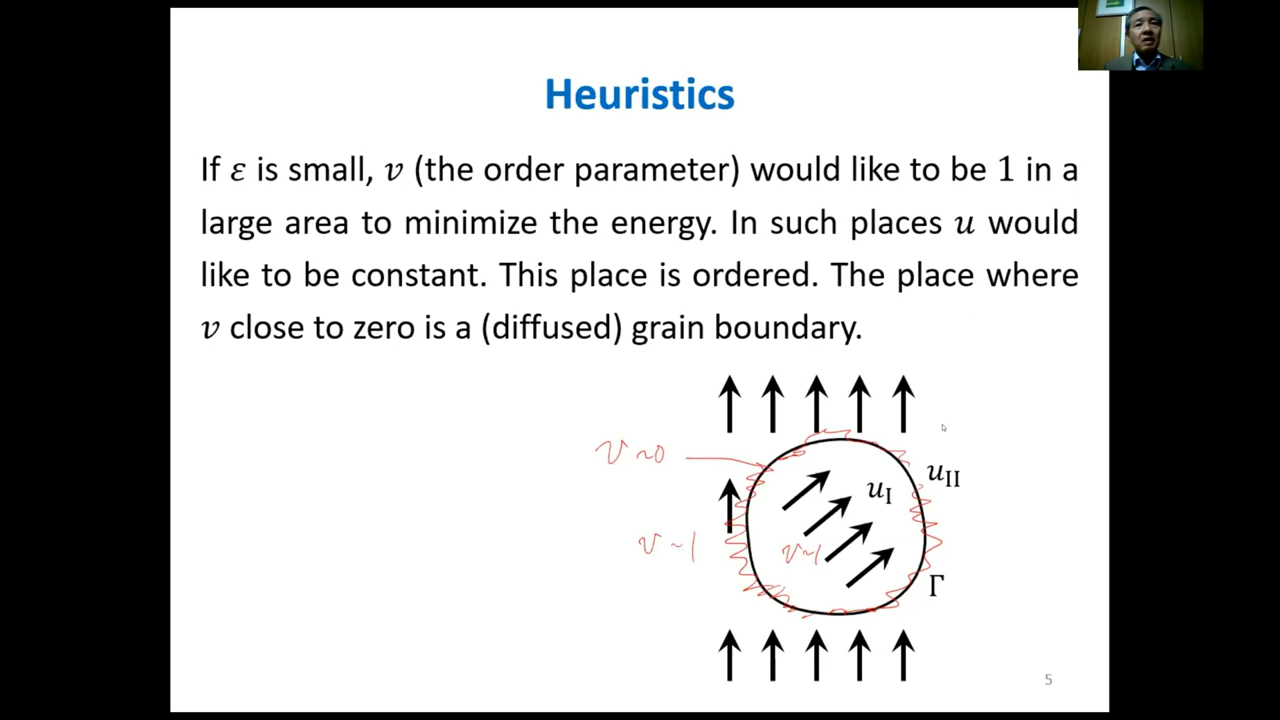 Heuristics
If ε is small, v (the order parameter) would like to be 1 in a
large area to minimize the energy. In such places u would
like to be constant. This place is ordered. The place where
v close to zero is a (diffused) grain boundary.
v~0
u_II
u_I
v~1
v~1
Γ
5